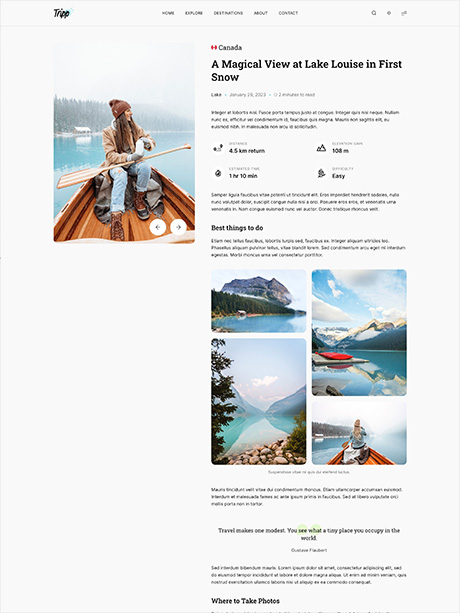 Tripp
HOME EXPLORE DESTINATIONS ABOUT CONTACT
Canada
A Magical View at Lake Louise in First
Snow
Lake • January 29, 2023 • 2 minutes to read
Integer at lobortis nisl. Fusce porta tempus justo at congue. Integer quis nisi neque. Nullam
nunc ex, efficitur vel condimentum id, faucibus quis magna. Mauris non sagittis elit, eu
euismod nibh. In malesuada non arcu id sollicitudin.
DISTANCE
4.5 km return
ELEVATION GAIN
108 m
ESTIMATED TIME
1 hr 10 min
DIFFICULTY
Easy
Semper ligula faucibus vitae potenti ut tincidunt elit. Eros imperdiet hendrerit sodales, nulla
nunc volutpat dolor, suscipit congue nulla nisi a orci. Posuere eros eros, et venenatis urna
venenatis in. Nam congue euismod nunc vel auctor. Donec tristique rhoncus velit.
Best things to do
Etiam nec tellus faucibus, lobortis turpis sed, faucibus ex. Integer aliquam ultricies leo.
Phasellus aliquam pulvinar tellus, vitae blandit lorem. Sed condimentum arcu eget mi interdum
egestas. Morbi rhoncus urna vel consectetur porttitor.
Suspendisse vitae mi quis dui eleifend luctus.
Mauris tincidunt velit vitae dui condimentum rhoncus. Etiam ullamcorper accumsan euismod.
Interdum et malesuada fames ac ante ipsum primis in faucibus. Sed at libero vulputate orci
mollis porta non in tortor.
Travel makes one modest. You see what a tiny place you occupy in the
world.
Gustave Flaubert
Sed interdum bibendum mauris. Lorem ipsum dolor sit amet, consectetur adipiscing elit, sed
do eiusmod tempor incididunt ut labore et dolore magna aliqua. Ut enim ad minim veniam, quis
nostrud exercitation ullamco laboris nisi ut aliquip ex ea commodo consequat.
Where to Take Photos